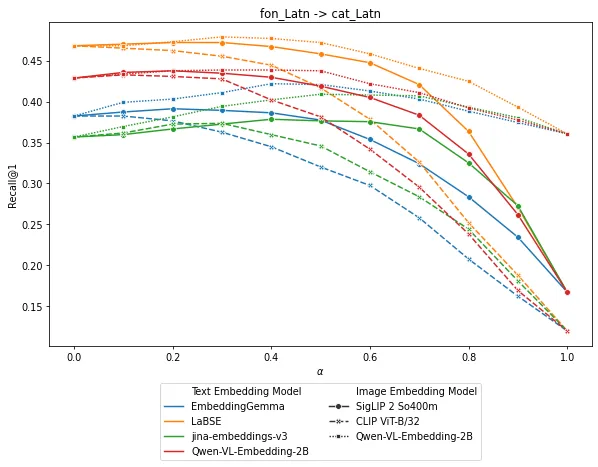 fon_Latn -> cat_Latn
0.45
0.40
0.35
0.30
0.25
0.20
0.15
Recall@1
0.0 0.2 0.4 0.6 0.8 1.0
α
Text Embedding Model
EmbeddingGemma
LaBSE
jina-embeddings-v3
Qwen-VL-Embedding-2B
Image Embedding Model
SigLIP 2 So400m
CLIP ViT-B/32
Qwen-VL-Embedding-2B